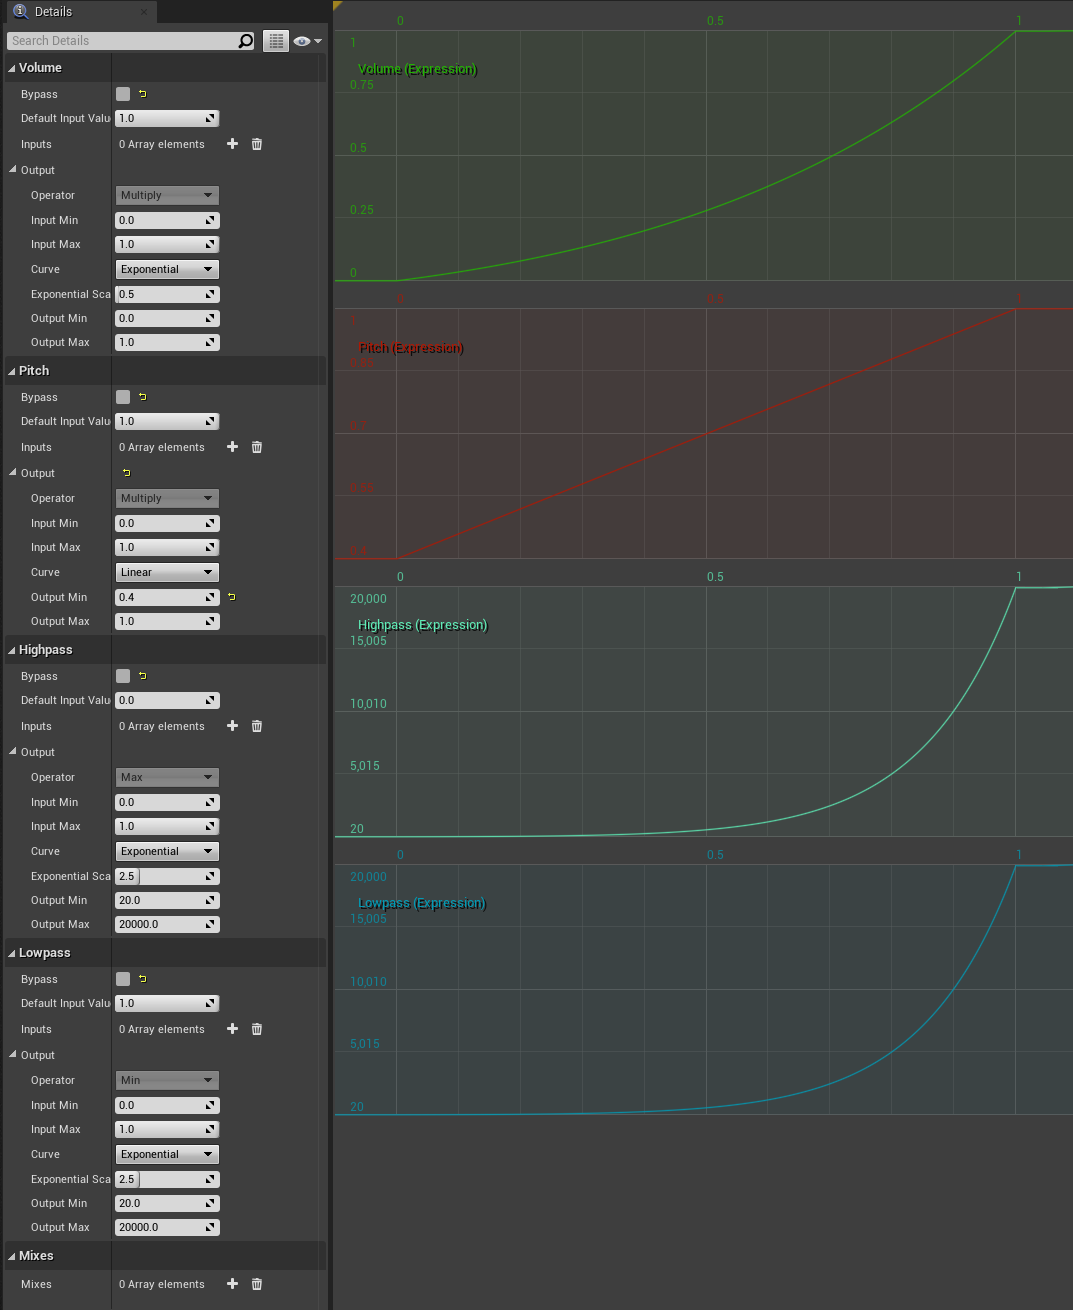 Details
Search Details
Volume
Bypass
Default Input Valu 1.0
Inputs 0 Array elements
Output
Operator Multiply
Input Min 0.0
Input Max 1.0
Curve Exponential
Exponential Sca 0.5
Output Min 0.0
Output Max 1.0
Pitch
Bypass
Default Input Valu 1.0
Inputs 0 Array elements
Output
Operator Multiply
Input Min 0.0
Input Max 1.0
Curve Linear
Output Min 0.4
Output Max 1.0
Highpass
Bypass
Default Input Valu 0.0
Inputs 0 Array elements
Output
Operator Max
Input Min 0.0
Input Max 1.0
Curve Exponential
Exponential Sca 2.5
Output Min 20.0
Output Max 20000.0
Lowpass
Bypass
Default Input Valu 1.0
Inputs 0 Array elements
Output
Operator Min
Input Min 0.0
Input Max 1.0
Curve Exponential
Exponential Sca 2.5
Output Min 20.0
Output Max 20000.0
Mixes
Mixes 0 Array elements
0 0.5 1
1
Volume (Expression)
0.75
0.5
0.25
0
0 0.5 1
1
Pitch (Expression)
0.85
0.7
0.55
0.4
0 0.5 1
20,000
Highpass (Expression)
15,005
10,010
5,015
20
0 0.5 1
20,000
Lowpass (Expression)
15,005
10,010
5,015
20